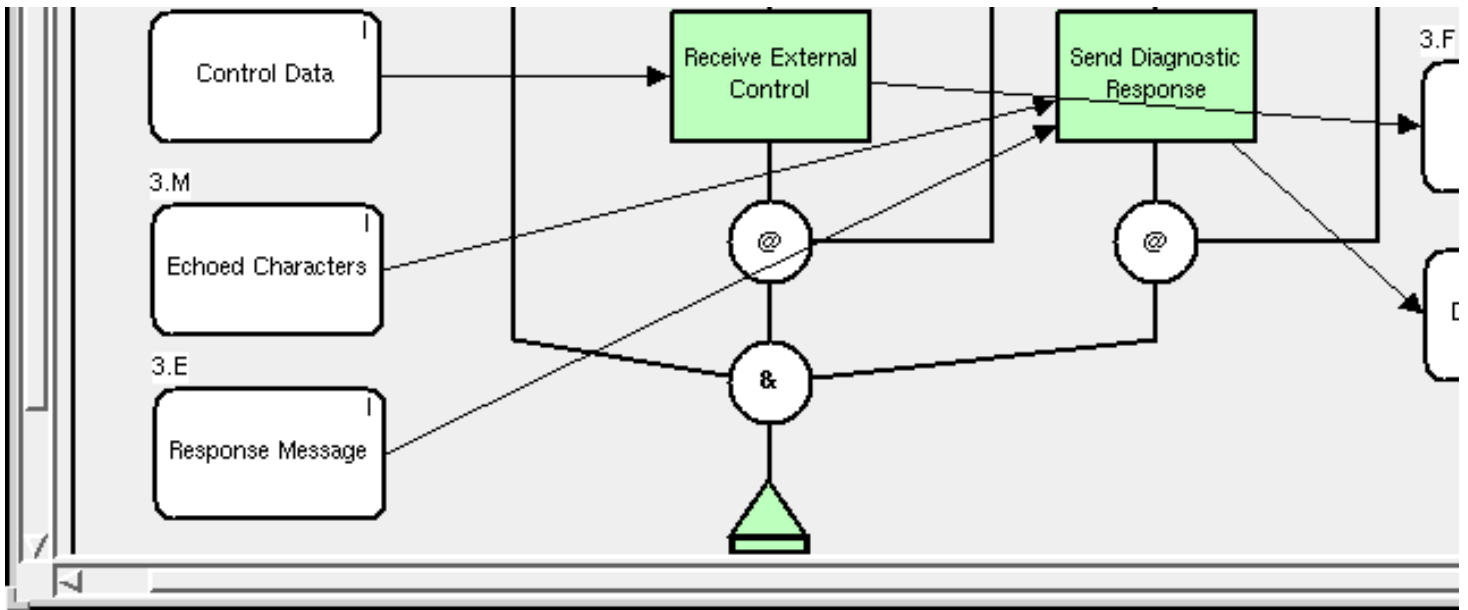 Control Data
I
Receive External
Control
Send Diagnostic
Response
3.F
3.M
I
Echoed Characters
@
@
3.E
I
Response Message
&